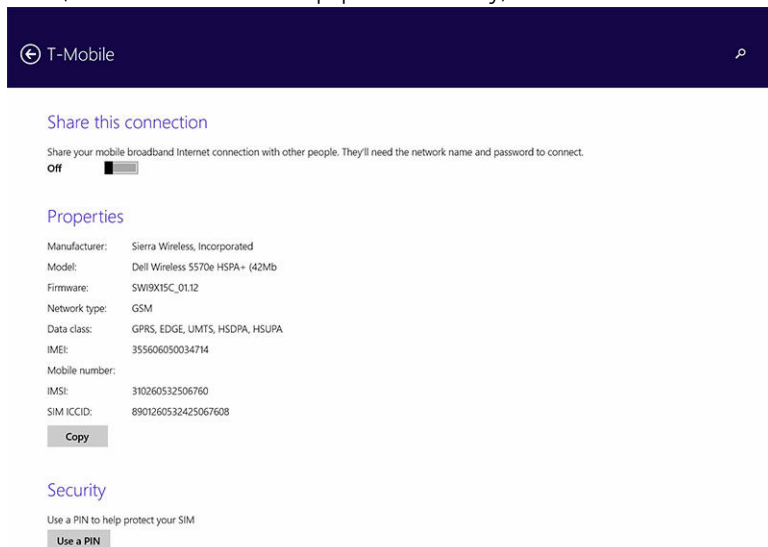 T-Mobile
Share this connection
Share your mobile broadband Internet connection with other people. They'll need the network name and password to connect.
Off
Properties
Manufacturer: Sierra Wireless, Incorporated
Model: Dell Wireless 5570e HSPA+ (42Mb
Firmware: SWI9X15C_01.12
Network type: GSM
Data class: GPRS, EDGE, UMTS, HSDPA, HSUPA
IMEI: 355606050034714
Mobile number:
IMSI: 310260532506760
SIM ICCID: 8901260532425067608
Copy
Security
Use a PIN to help protect your SIM
Use a PIN